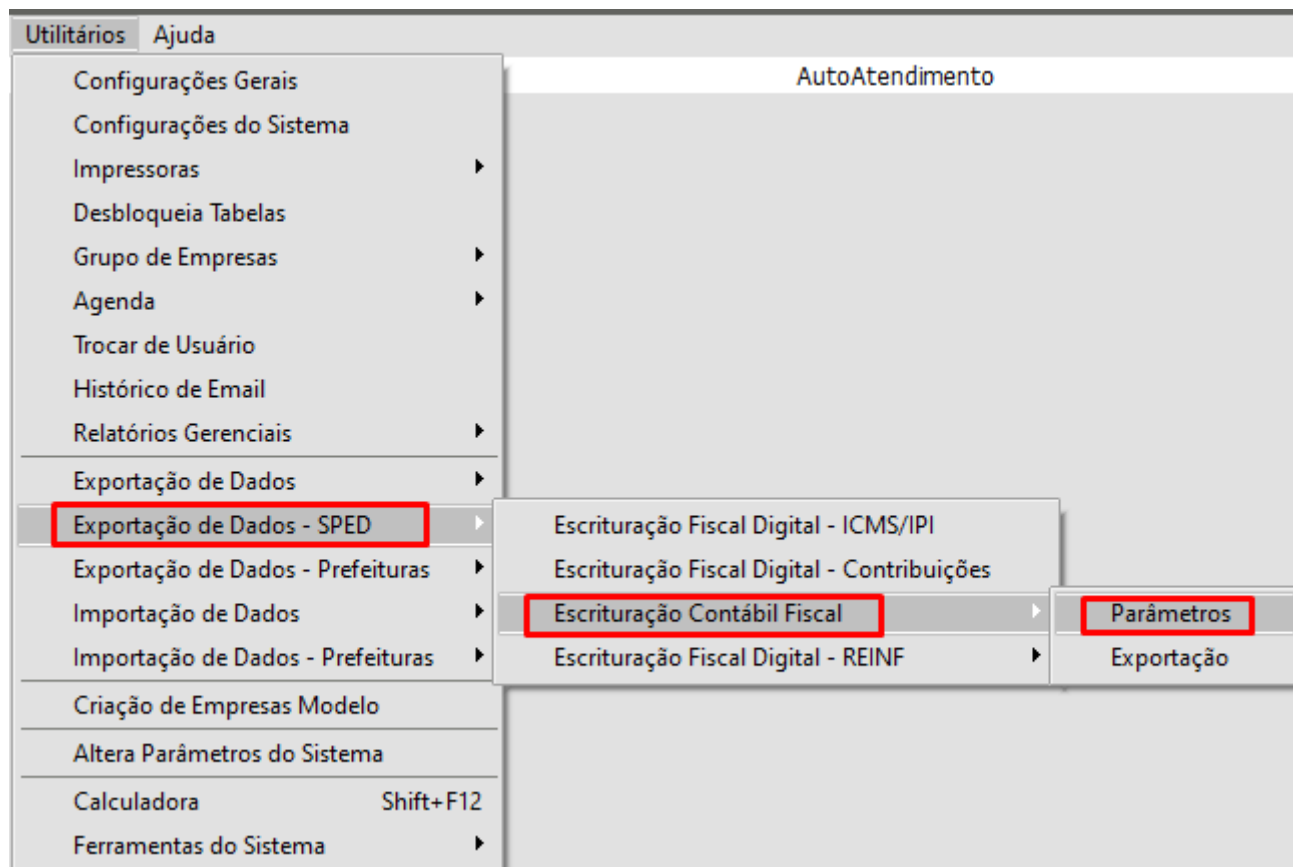 Utilitários Ajuda
AutoAtendimento
Configurações Gerais
Configurações do Sistema
Impressoras
Desbloqueia Tabelas
Grupo de Empresas
Agenda
Trocar de Usuário
Histórico de Email
Relatórios Gerenciais
Exportação de Dados
Exportação de Dados - SPED
Exportação de Dados - Prefeituras
Importação de Dados
Importação de Dados - Prefeituras
Criação de Empresas Modelo
Altera Parâmetros do Sistema
Calculadora Shift+F12
Ferramentas do Sistema
Escrituração Fiscal Digital - ICMS/IPI
Escrituração Fiscal Digital - Contribuições
Escrituração Contábil Fiscal
Escrituração Fiscal Digital - REINF
Parâmetros
Exportação